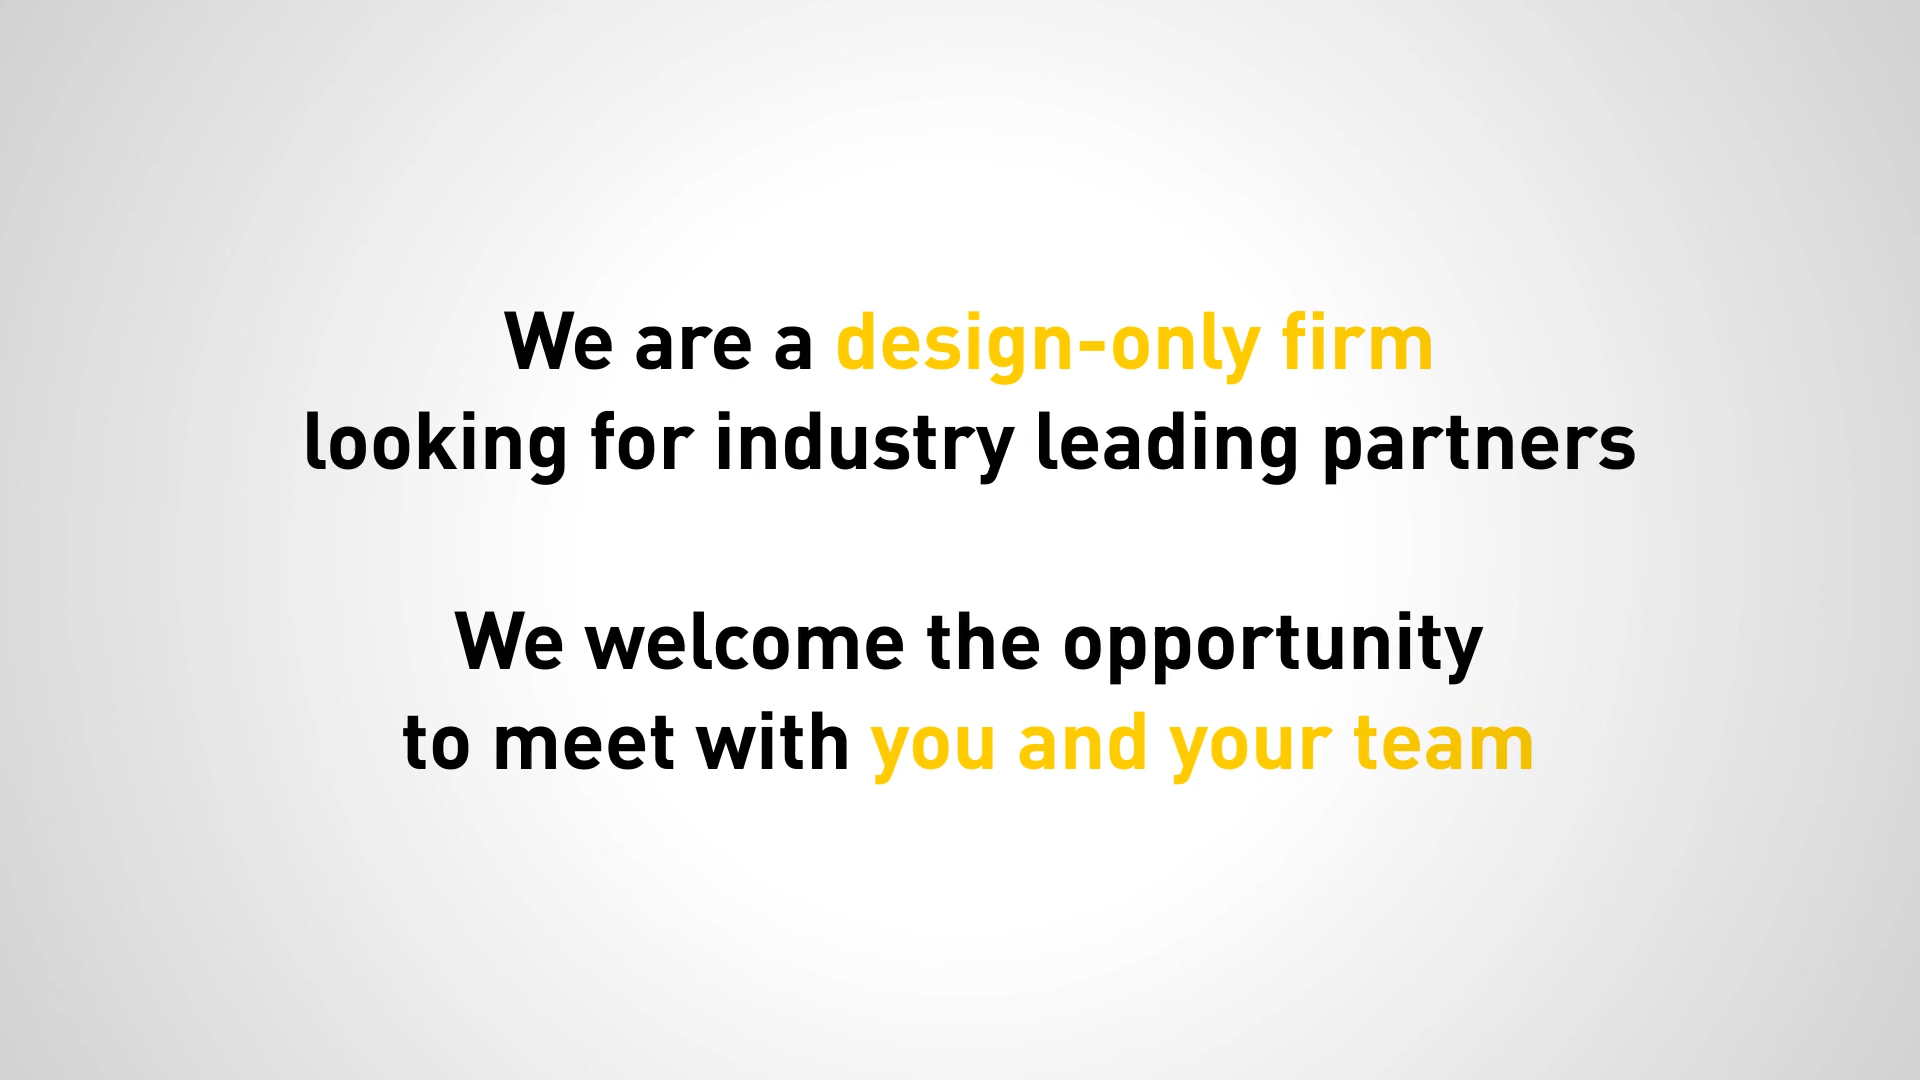 We are a design-only firm
looking for industry leading partners
We welcome the opportunity
to meet with you and your team